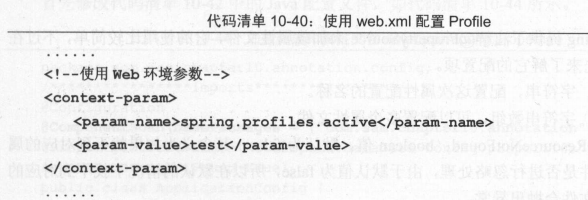 代码清单 10-40：使用 web.xml 配置 Profile
......
<!--使用 Web 环境参数-->
<context-param>
<param-name>spring.profiles.active</param-name>
<param-value>test</param-value>
</context-param>
......